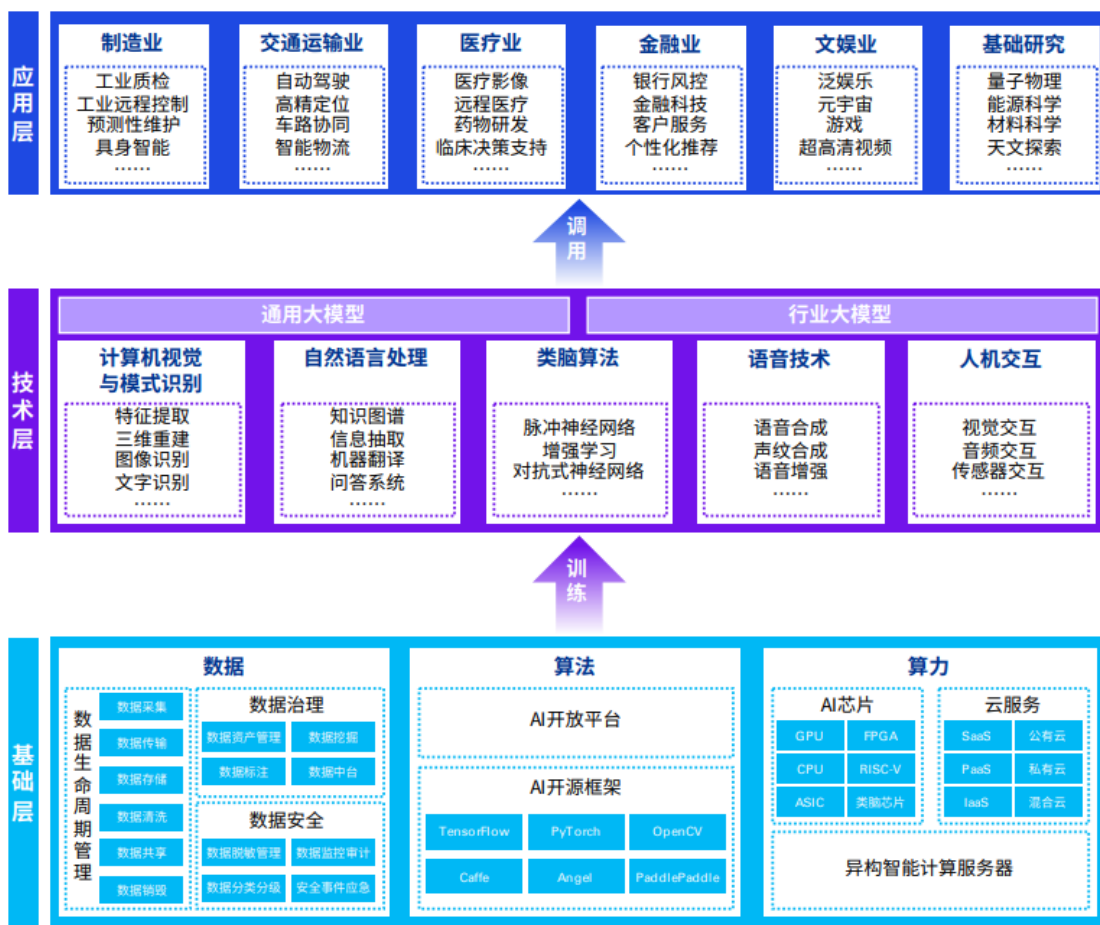 应用层
制造业
工业质检
工业远程控制
预测性维护
具身智能
……
交通运输业
自动驾驶
高精定位
车路协同
智能物流
……
医疗业
医疗影像
远程医疗
药物研发
临床决策支持
……
金融业
银行风控
金融科技
客户服务
个性化推荐
……
文娱业
泛娱乐
元宇宙
游戏
超高清视频
……
基础研究
量子物理
能源科学
材料科学
天文探索
……
调用
技术层
通用大模型
行业大模型
计算机视觉
与模式识别
特征提取
三维重建
图像识别
文字识别
……
自然语言处理
知识图谱
信息抽取
机器翻译
问答系统
……
类脑算法
脉冲神经网络
增强学习
对抗式神经网络
……
语音技术
语音合成
声纹合成
语音增强
……
人机交互
视觉交互
音频交互
传感器交互
……
训练
基础层
数据
数据生命周期管理
数据采集
数据传输
数据存储
数据清洗
数据共享
数据销毁
数据治理
数据资产管理
数据挖掘
数据标注
数据中台
数据安全
数据脱敏管理
数据监控审计
数据分类分级
安全事件应急
算法
AI开放平台
AI开源框架
TensorFlow
PyTorch
OpenCV
Caffe
Angel
PaddlePaddle
算力
AI芯片
GPU
FPGA
CPU
RISC-V
ASIC
类脑芯片
云服务
SaaS
公有云
PaaS
私有云
IaaS
混合云
异构智能计算服务器